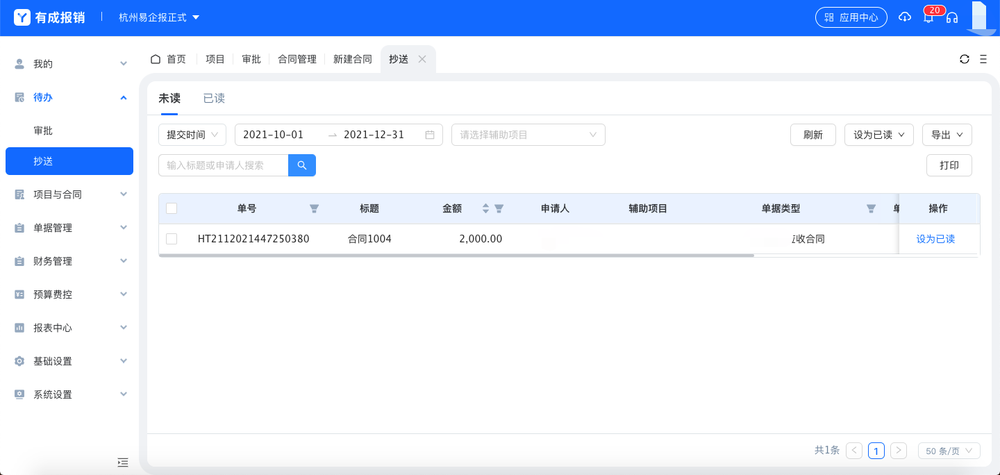 有成报销 杭州易企报正式 应用中心 20
我的
待办
审批
抄送
项目与合同
单据管理
财务管理
预算费控
报表中心
基础设置
系统设置
首页 项目 审批 合同管理 新建合同 抄送
未读 已读
提交时间 2021-10-01 → 2021-12-31 请选择辅助项目 刷新 设为已读 导出
输入标题或申请人搜索 打印
单号 标题 金额 申请人 辅助项目 单据类型 操作
HT2112021447250380 合同1004 2,000.00 收合同 设为已读
共1条 < 1 > 50 条/页